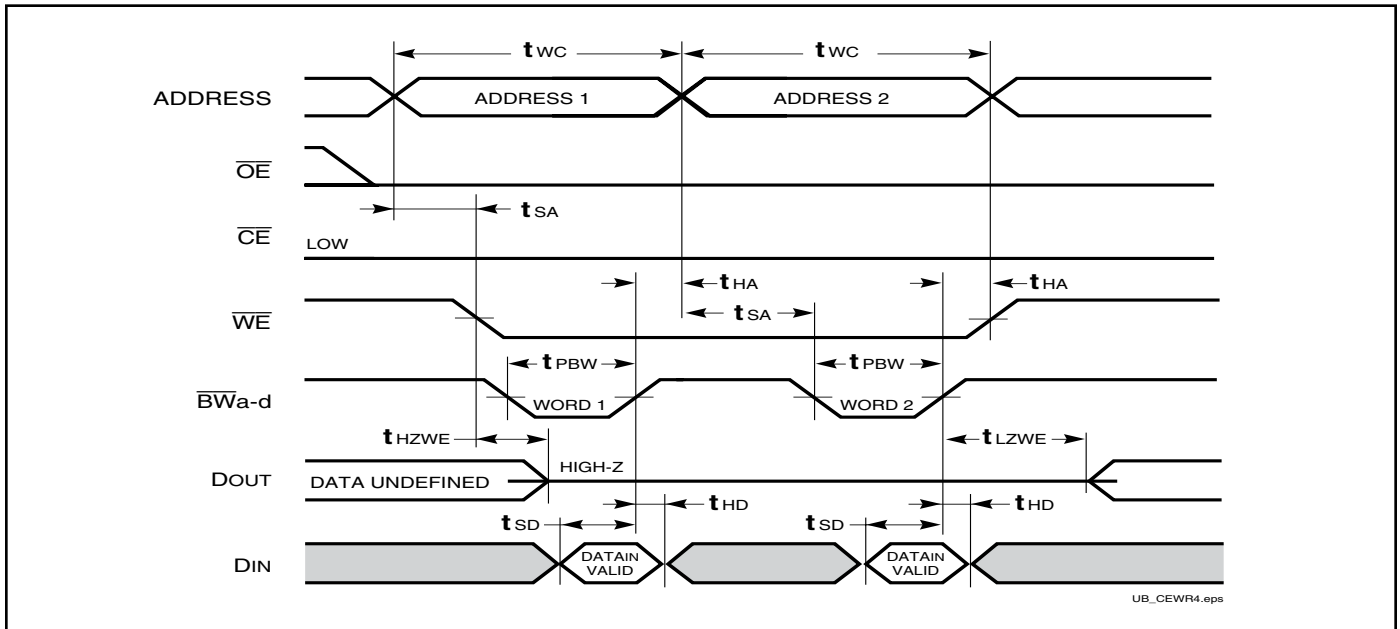 tWC tWC
ADDRESS ADDRESS 1 ADDRESS 2
OE
tSA
CE LOW
tHA tHA
WE tSA
tPBW tPBW
BWa-d WORD 1 WORD 2
tHZWE tLZWE
DOUT DATA UNDEFINED HIGH-Z
tHD tHD
tSD tSD
DIN DATAIN DATAIN
VALID VALID
UB_CEWR4.eps